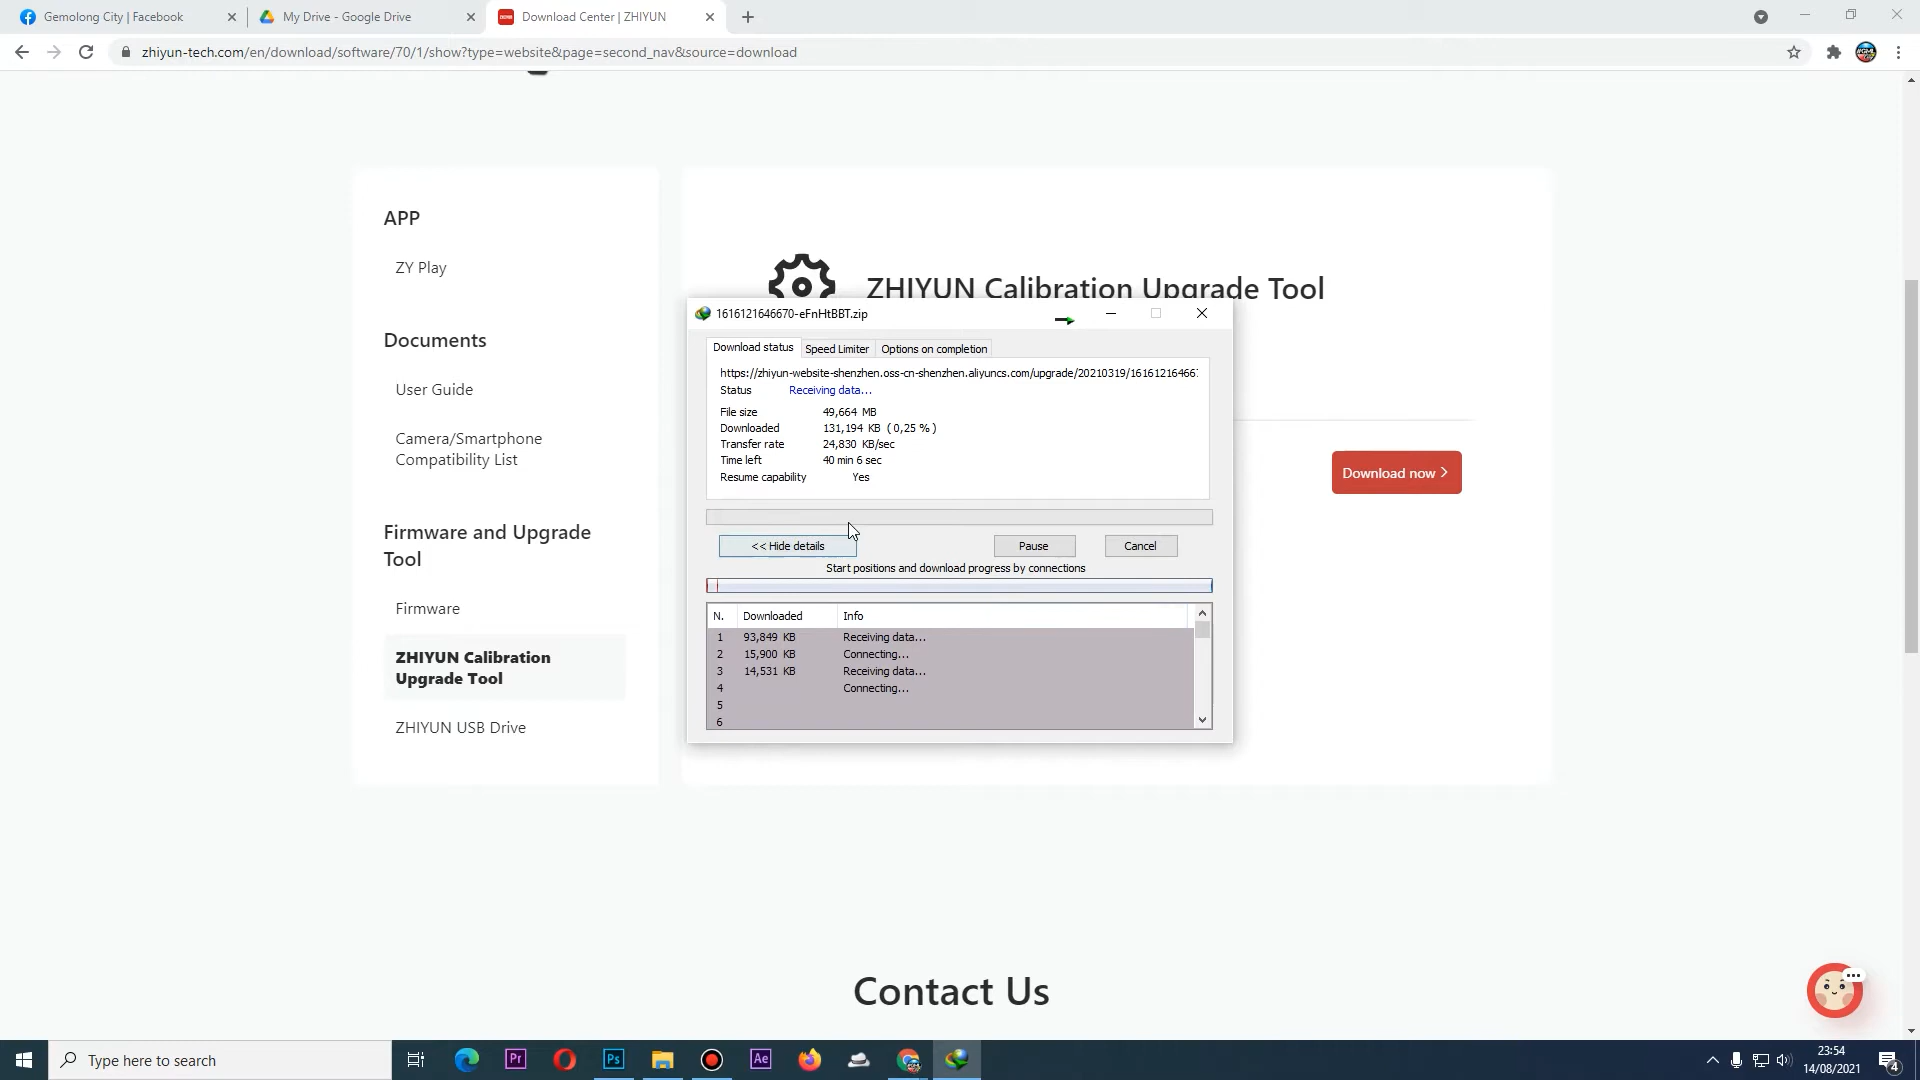 Gemolong City | Facebook
My Drive - Google Drive
Download Center | ZHIYUN
zhiyun-tech.com/en/download/software/70/1/show?type=website&page=second_nav&source=download
APP
ZY Play
Documents
User Guide
Camera/Smartphone
Compatibility List
Firmware and Upgrade
Tool
Firmware
ZHIYUN Calibration
Upgrade Tool
ZHIYUN USB Drive
ZHIYUN Calibration Upgrade Tool
Download now
1616121646670-eFnHtBBT.zip
Download status
Speed Limiter
Options on completion
https://zhiyun-website-shenzhen.oss-cn-shenzhen.aliyuncs.com/upgrade/20210319/161612164667
Status Receiving data...
File size 49,664 MB
Downloaded 131,194 KB ( 0,25 % )
Transfer rate 24,830 KB/sec
Time left 40 min 6 sec
Resume capability Yes
<< Hide details
Pause
Cancel
Start positions and download progress by connections
N. Downloaded Info
1 93,849 KB Receiving data...
2 15,900 KB Connecting...
3 14,531 KB Receiving data...
4 Connecting...
5
6
Contact Us
Type here to search
Pr
Ps
Ae
23:54
14/08/2021
4